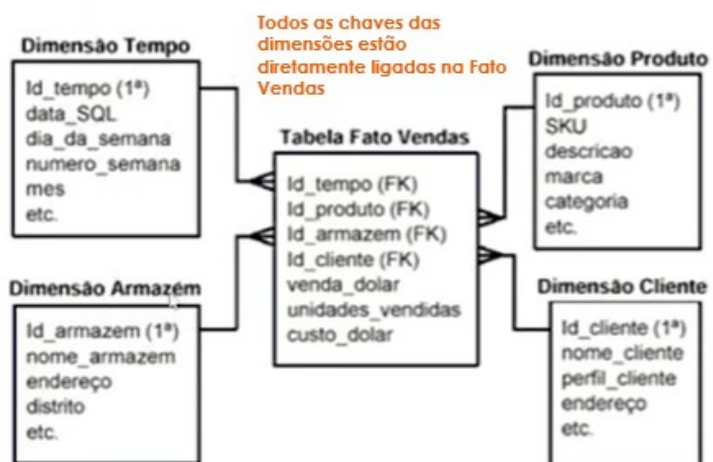 Todos as chaves das
dimensões estão
diretamente ligadas na Fato
Vendas
Dimensão Tempo
Id_tempo (1ª)
data_SQL
dia_da_semana
numero_semana
mes
etc.
Dimensão Armazém
Id_armazem (1ª)
nome_armazem
endereço
distrito
etc.
Tabela Fato Vendas
Id_tempo (FK)
Id_produto (FK)
Id_armazem (FK)
Id_cliente (FK)
venda_dolar
unidades_vendidas
custo_dolar
Dimensão Produto
Id_produto (1ª)
SKU
descricao
marca
categoria
etc.
Dimensão Cliente
Id_cliente (1ª)
nome_cliente
perfil_cliente
endereço
etc.